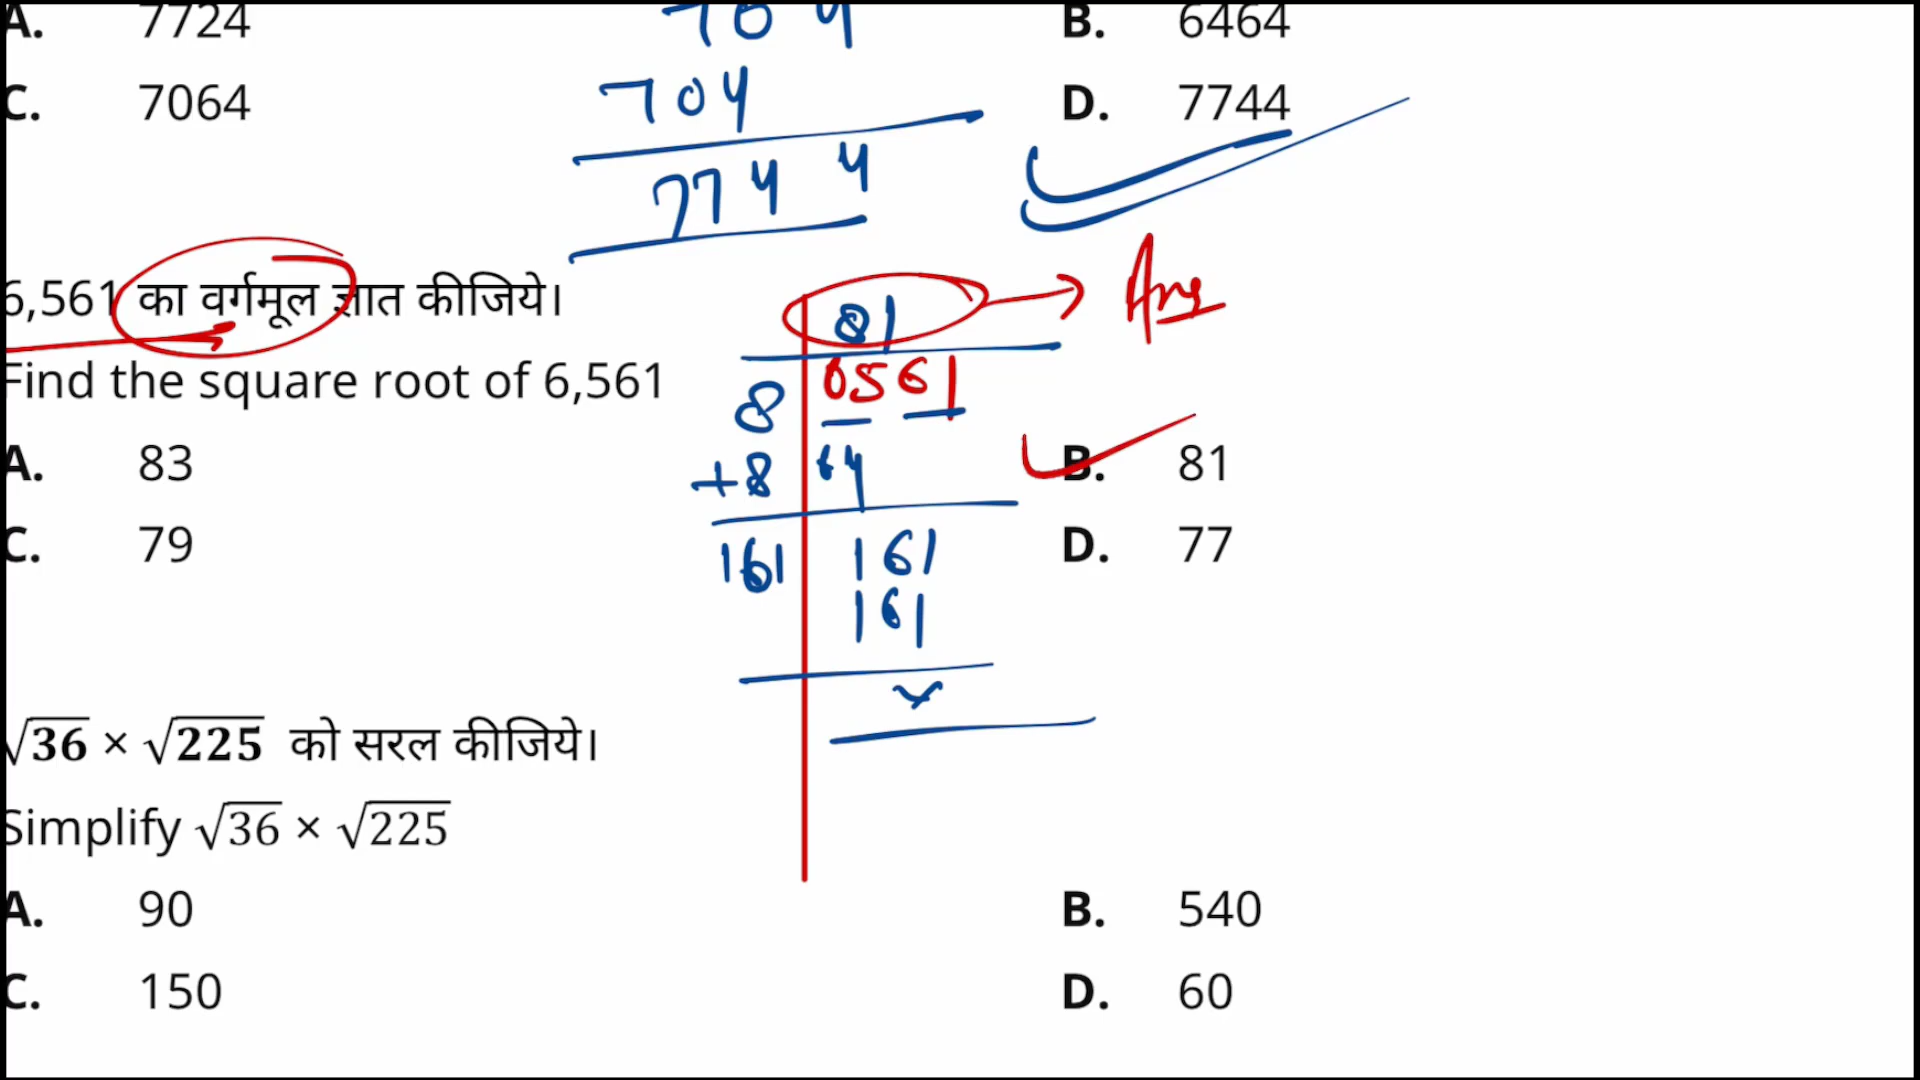 A. 7724 704 B. 6464
C. 7064 704 D. 7744
7744
6,561 का वर्गमूल ज्ञात कीजिये। 81 Ans
Find the square root of 6,561 8 6561
A. 83 +8 64 B. 81
C. 79 161 161 D. 77
161
√36 × √225 को सरल कीजिये।
Simplify √36 × √225
A. 90 B. 540
C. 150 D. 60